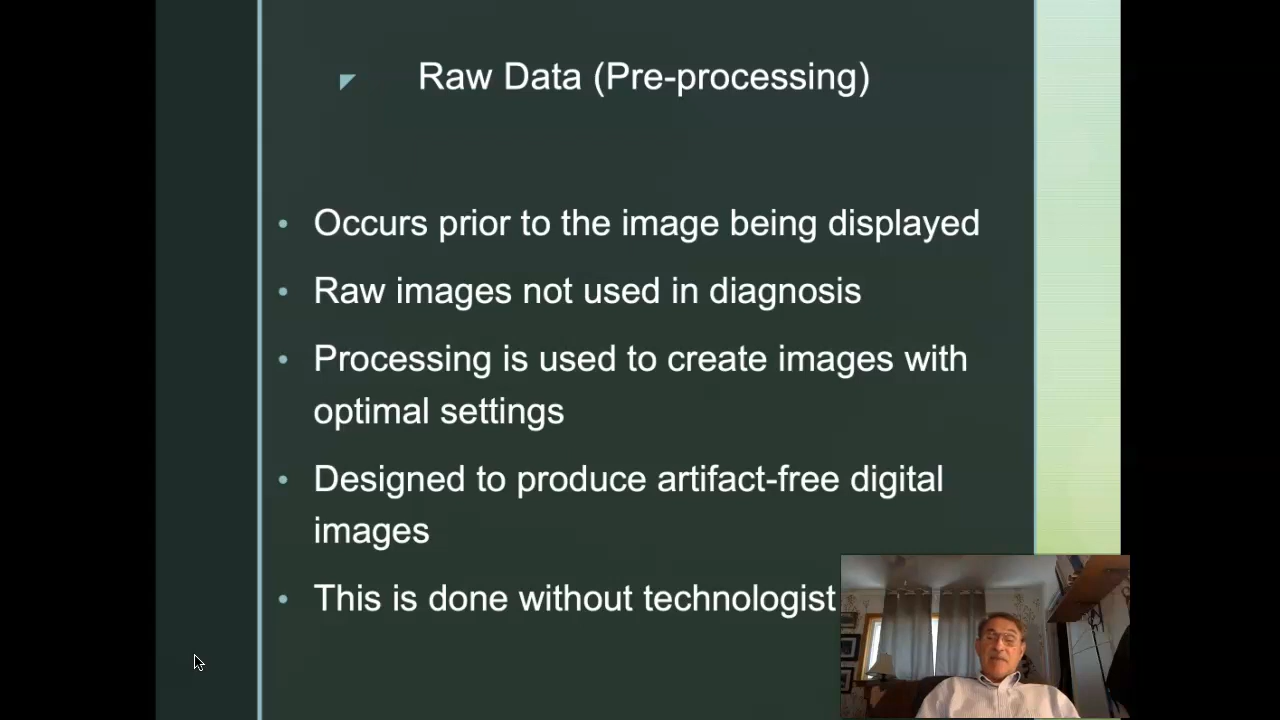 Raw Data (Pre-processing)
• Occurs prior to the image being displayed
• Raw images not used in diagnosis
• Processing is used to create images with
optimal settings
• Designed to produce artifact-free digital
images
• This is done without technologist